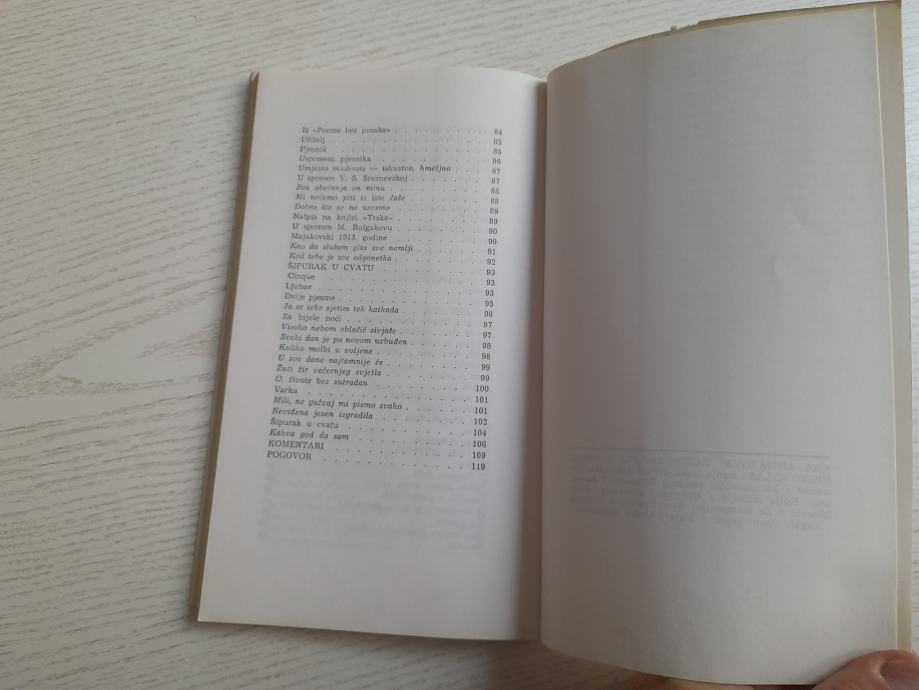 Iz »Poeme bez junaka« . . . . . . . . . . 84
Učitelj . . . . . . . . . . 85
Pjesnik . . . . . . . . . . 85
Uspomeni pjesnika . . . . . . . . . . 86
Umjesto mudrosti — iskustvo, hmeljno . . . . 87
U spomen V. S. Sreznevskoj . . . . . . . 87
Sva obećanja on minu . . . . . . . . 88
Mi nećemo piti iz iste čaše . . . . . . . 88
Dobro što se ne uzesmo . . . . . . . 89
Natpis na knjizi »Trska« . . . . . . . 89
U spomen M. Bulgakovu . . . . . . . 90
Majakovski 1913. godine . . . . . . . 90
Kao da slušam glas sve nemlji . . . . . . 91
Kod tebe je sve odgonetka . . . . . . . 92
ŠIPURAK U CVATU . . . . . . . . 93
Cinque . . . . . . . . . . 93
Ljubav . . . . . . . . . . 93
Dvije pjesme . . . . . . . . . . 95
Ja se tebe sjetim tek katkada . . . . . . 96
Za bijele noći . . . . . . . . . . 97
Visoko nebom oblačić sivjaše . . . . . . 97
Svaki dan je po novom uzbuđen . . . . . 98
Koliko molbi u voljene . . . . . . . 98
U sve dane najtamnije će . . . . . . . 99
Žuti žir večernjeg svjetla . . . . . . . 99
O, živote bez sutradan . . . . . . . 100
Varka . . . . . . . . . . 101
Mili, ne gužvaj mi pismo svako . . . . . 101
Neviđena jesen izgradila . . . . . . . 102
Šipurak u cvatu . . . . . . . . . 104
Kakva god da sam . . . . . . . . 106
KOMENTARI . . . . . . . . . . 109
POGOVOR . . . . . . . . . . 119